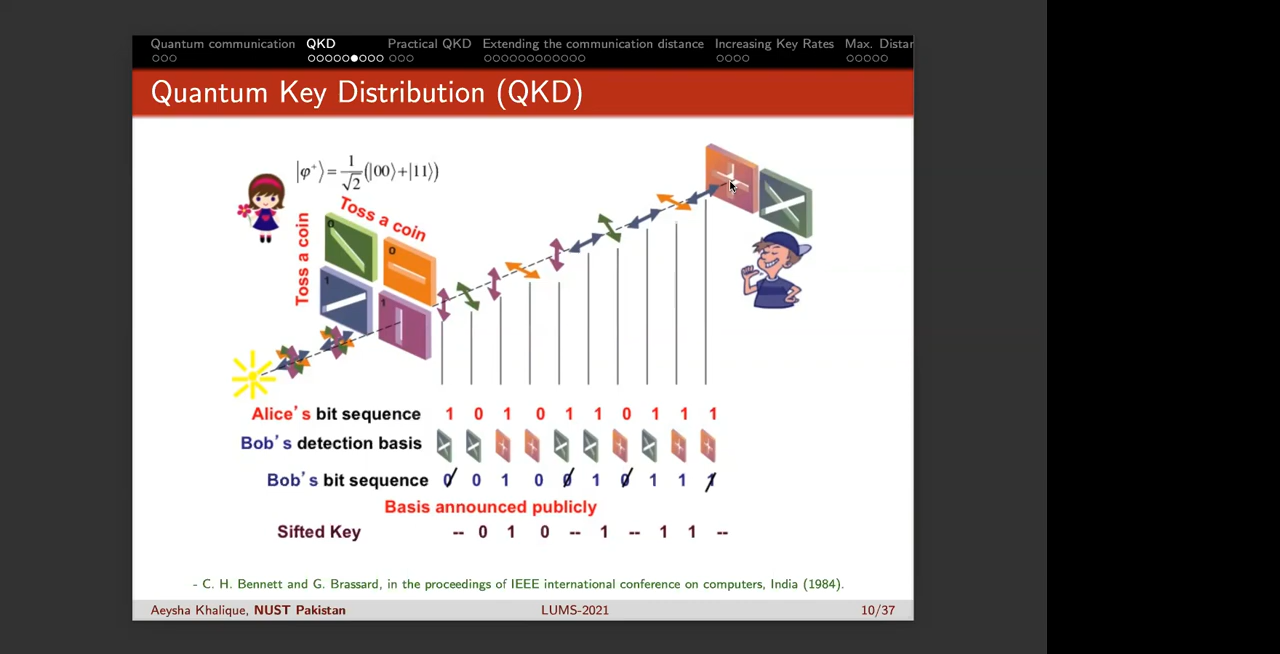 Quantum communication QKD Practical QKD Extending the communication distance Increasing Key Rates Max. Distar
Quantum Key Distribution (QKD)
|φ⁺⟩ = 1/√2 (|00⟩+|11⟩)
Toss a coin
Toss a coin
0
0
1
1
Alice's bit sequence 1 0 1 0 1 1 0 1 1 1
Bob's detection basis
Bob's bit sequence 0 0 1 0 0 1 0 1 1 1
Basis announced publicly
Sifted Key -- 0 1 0 -- 1 -- 1 1 --
- C. H. Bennett and G. Brassard, in the proceedings of IEEE international conference on computers, India (1984).
Aeysha Khalique, NUST Pakistan LUMS-2021 10/37